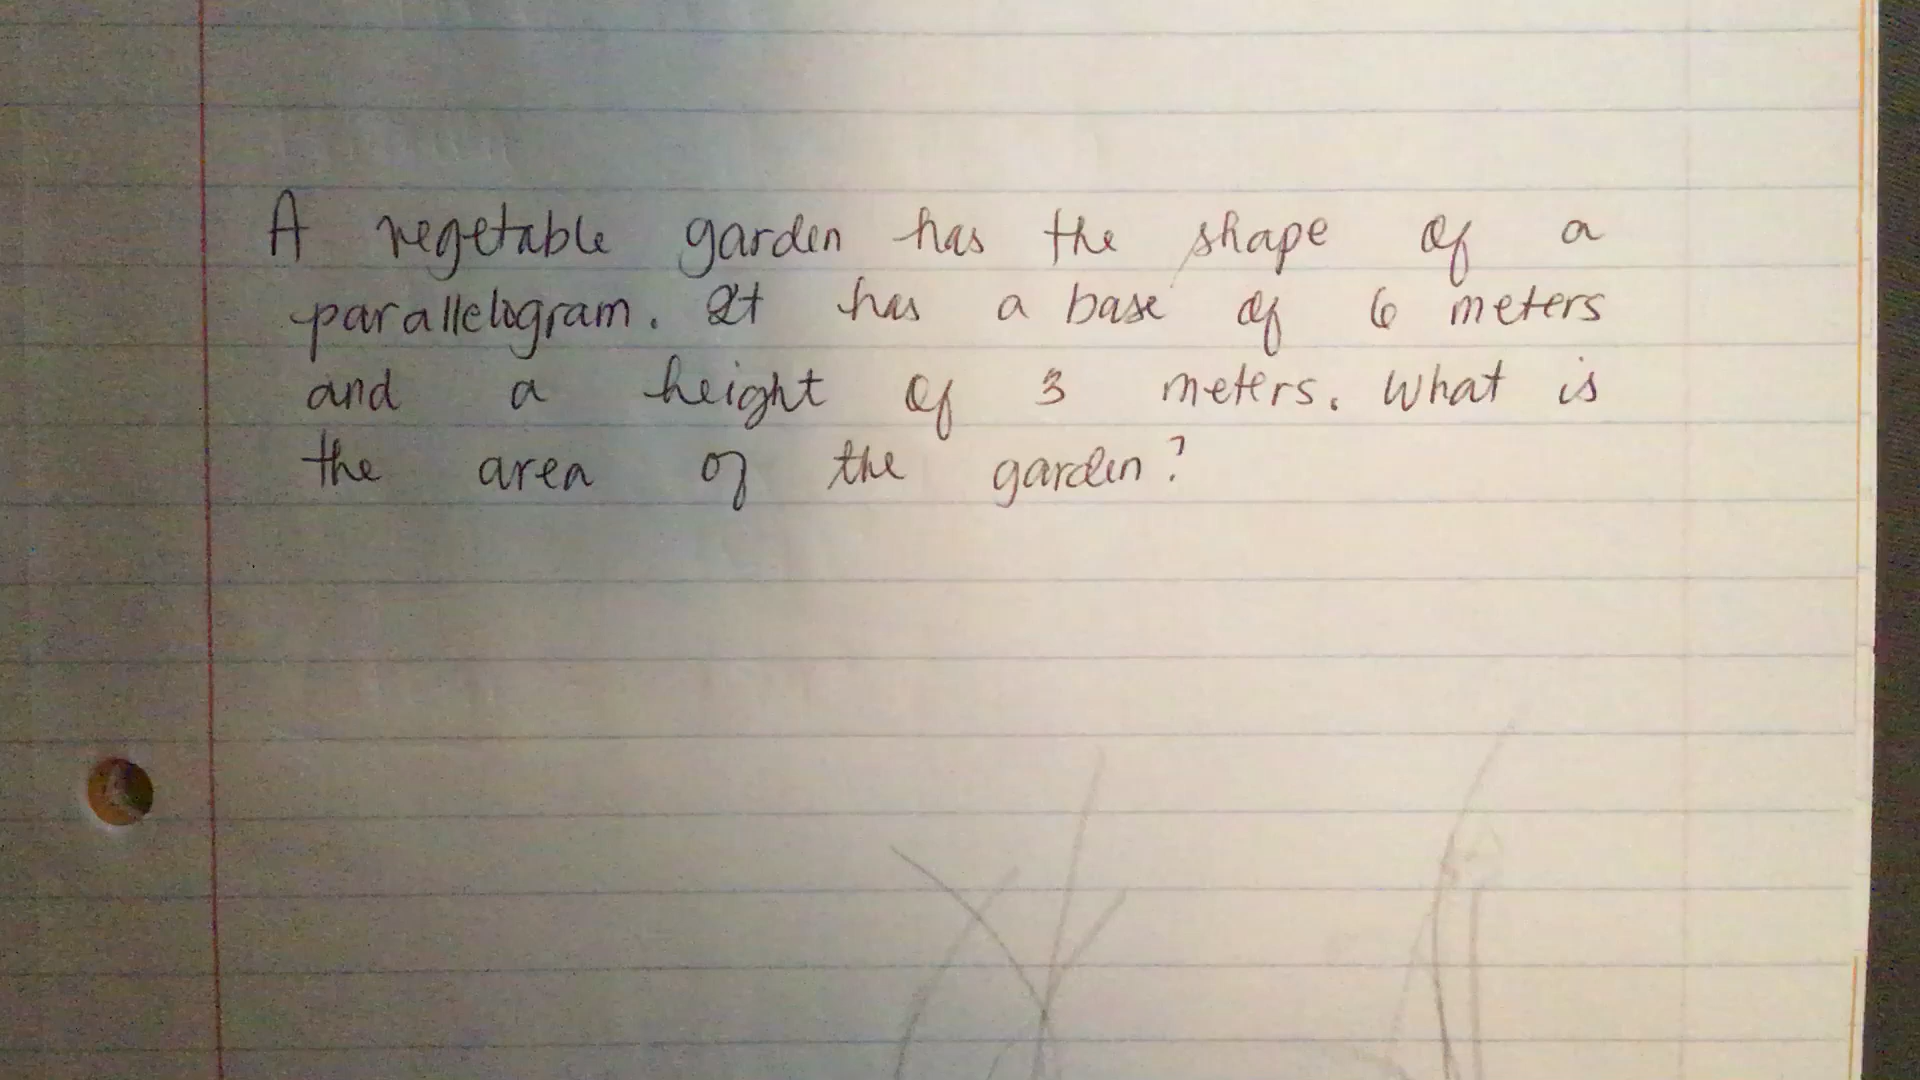 A vegetable garden has the shape of a
parallelogram. It has a base of 6 meters
and a height of 3 meters. What is
the area of the garden?